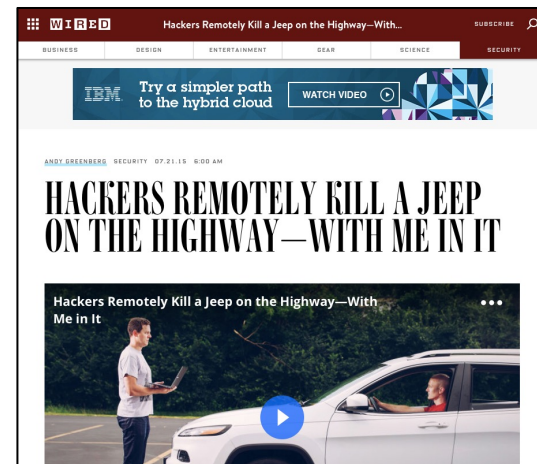 WIRED
Hackers Remotely Kill a Jeep on the Highway—With...
SUBSCRIBE
BUSINESS
DESIGN
ENTERTAINMENT
GEAR
SCIENCE
SECURITY
IBM
Try a simpler path
to the hybrid cloud
WATCH VIDEO
ANDY GREENBERG SECURITY 07.21.15 6:00 AM
HACKERS REMOTELY KILL A JEEP
ON THE HIGHWAY—WITH ME IN IT
Hackers Remotely Kill a Jeep on the Highway—With
Me in It